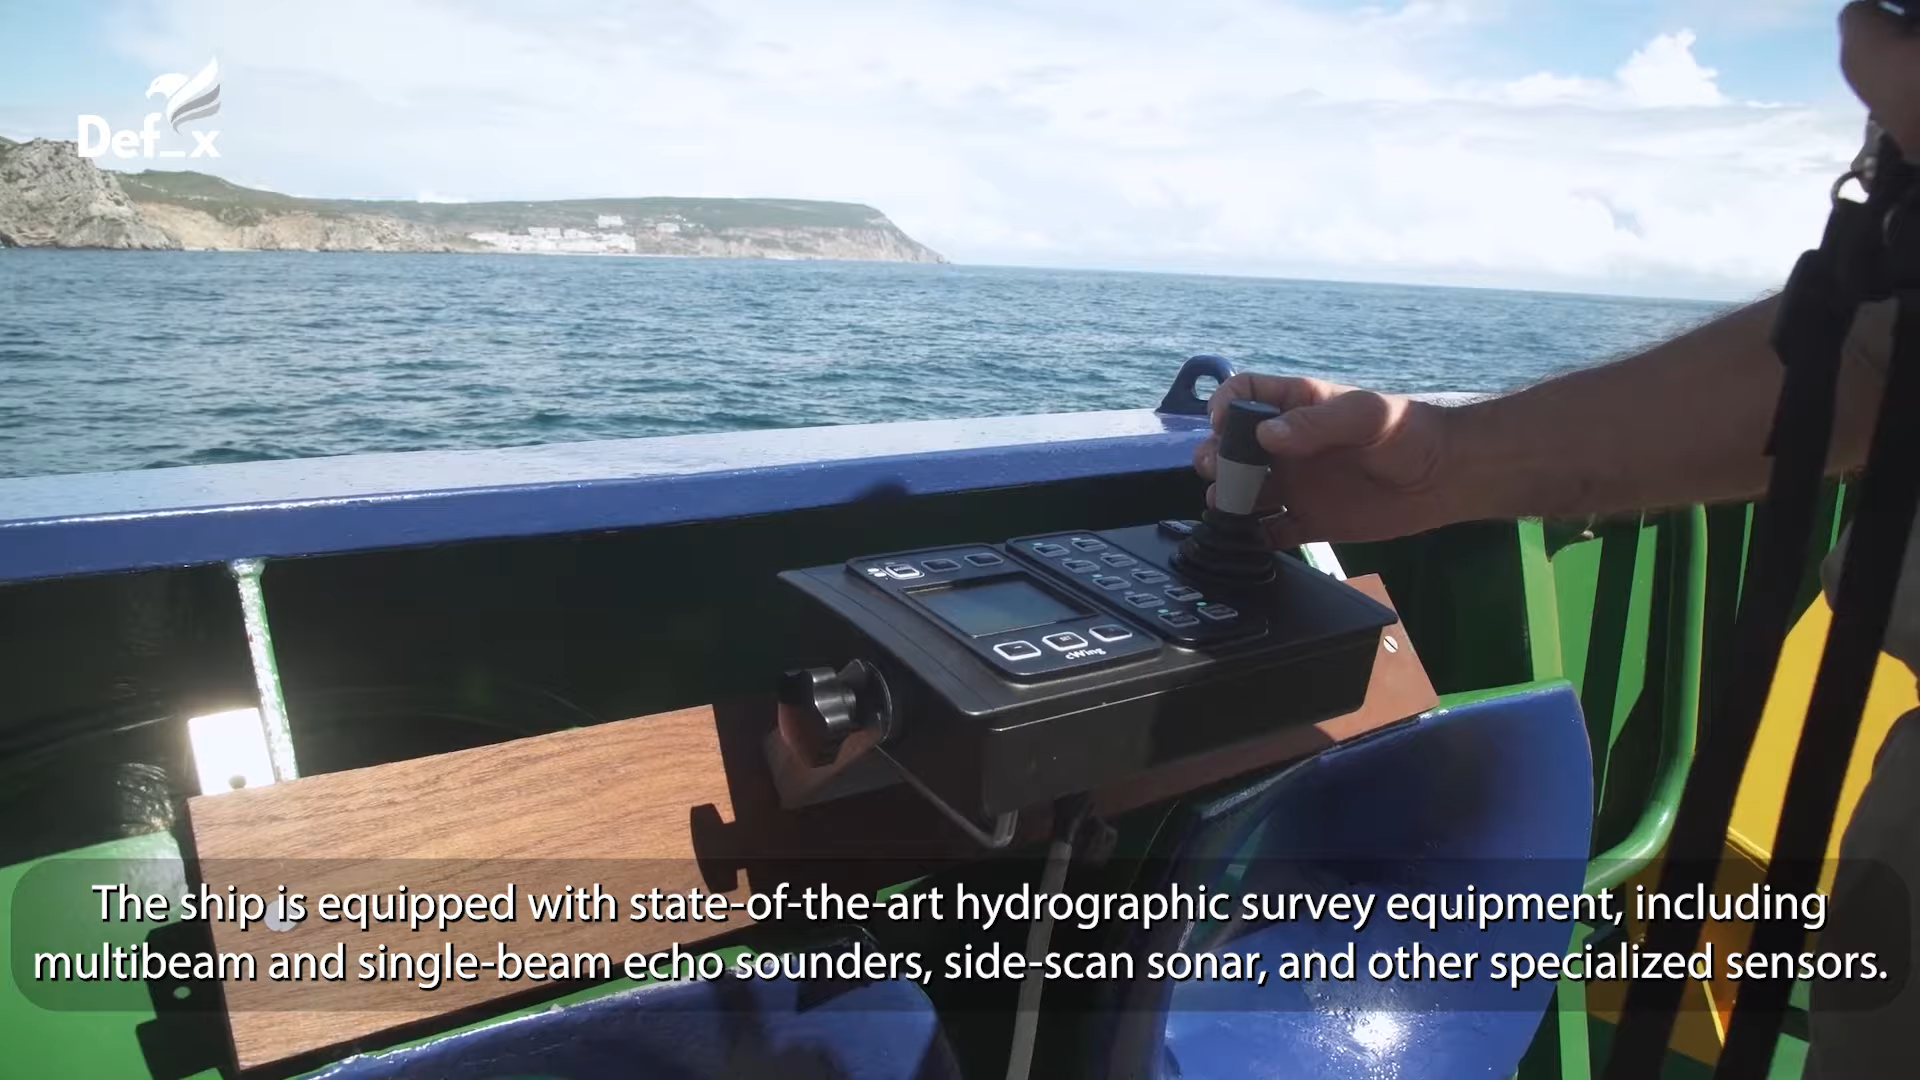 Def_x
cWing
The ship is equipped with state-of-the-art hydrographic survey equipment, including
multibeam and single-beam echo sounders, side-scan sonar, and other specialized sensors.